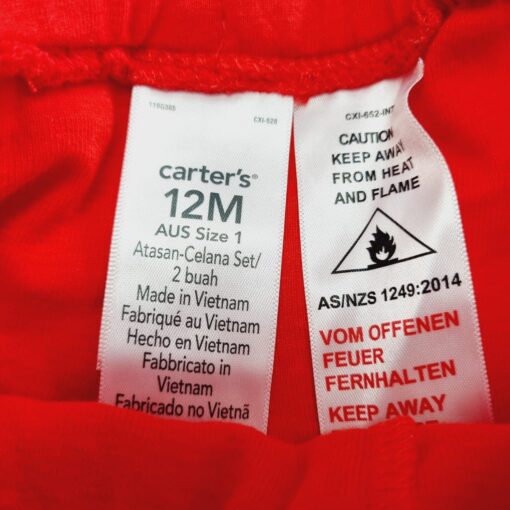 1I60385
CXI-628
carter's®
12M
AUS Size 1
Atasan-Celana Set/
2 buah
Made in Vietnam
Fabriqué au Vietnam
Hecho en Vietnam
Fabbricato in
Vietnam
Fabricado no Vietnã
CXI-652-INT
CAUTION
KEEP AWAY
FROM HEAT
AND FLAME
AS/NZS 1249:2014
VOM OFFENEN
FEUER
FERNHALTEN
KEEP AWAY